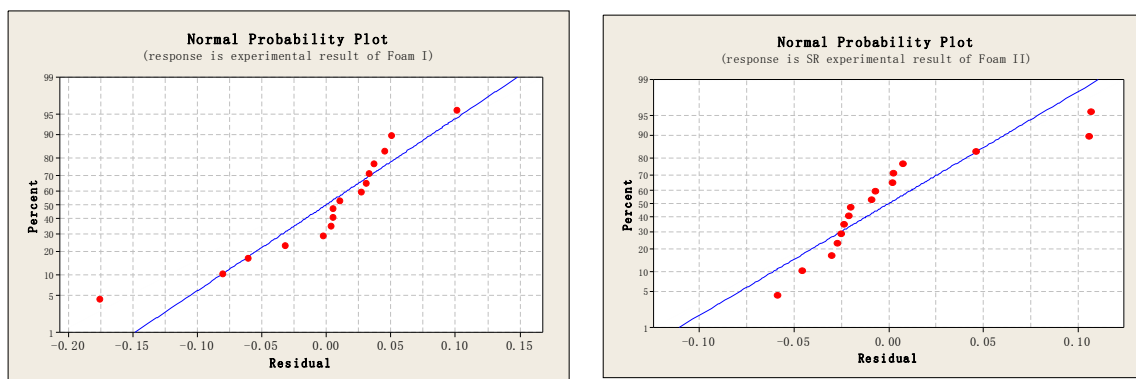 Normal Probability Plot
(response is experimental result of Foam I)
99
95
90
80
70
60
50
40
30
20
10
5
1
Percent
-0.20 -0.15 -0.10 -0.05 0.00 0.05 0.10 0.15
Residual
Normal Probability Plot
(response is SR experimental result of Foam II)
99
95
90
80
70
60
50
40
30
20
10
5
1
Percent
-0.10 -0.05 0.00 0.05 0.10
Residual